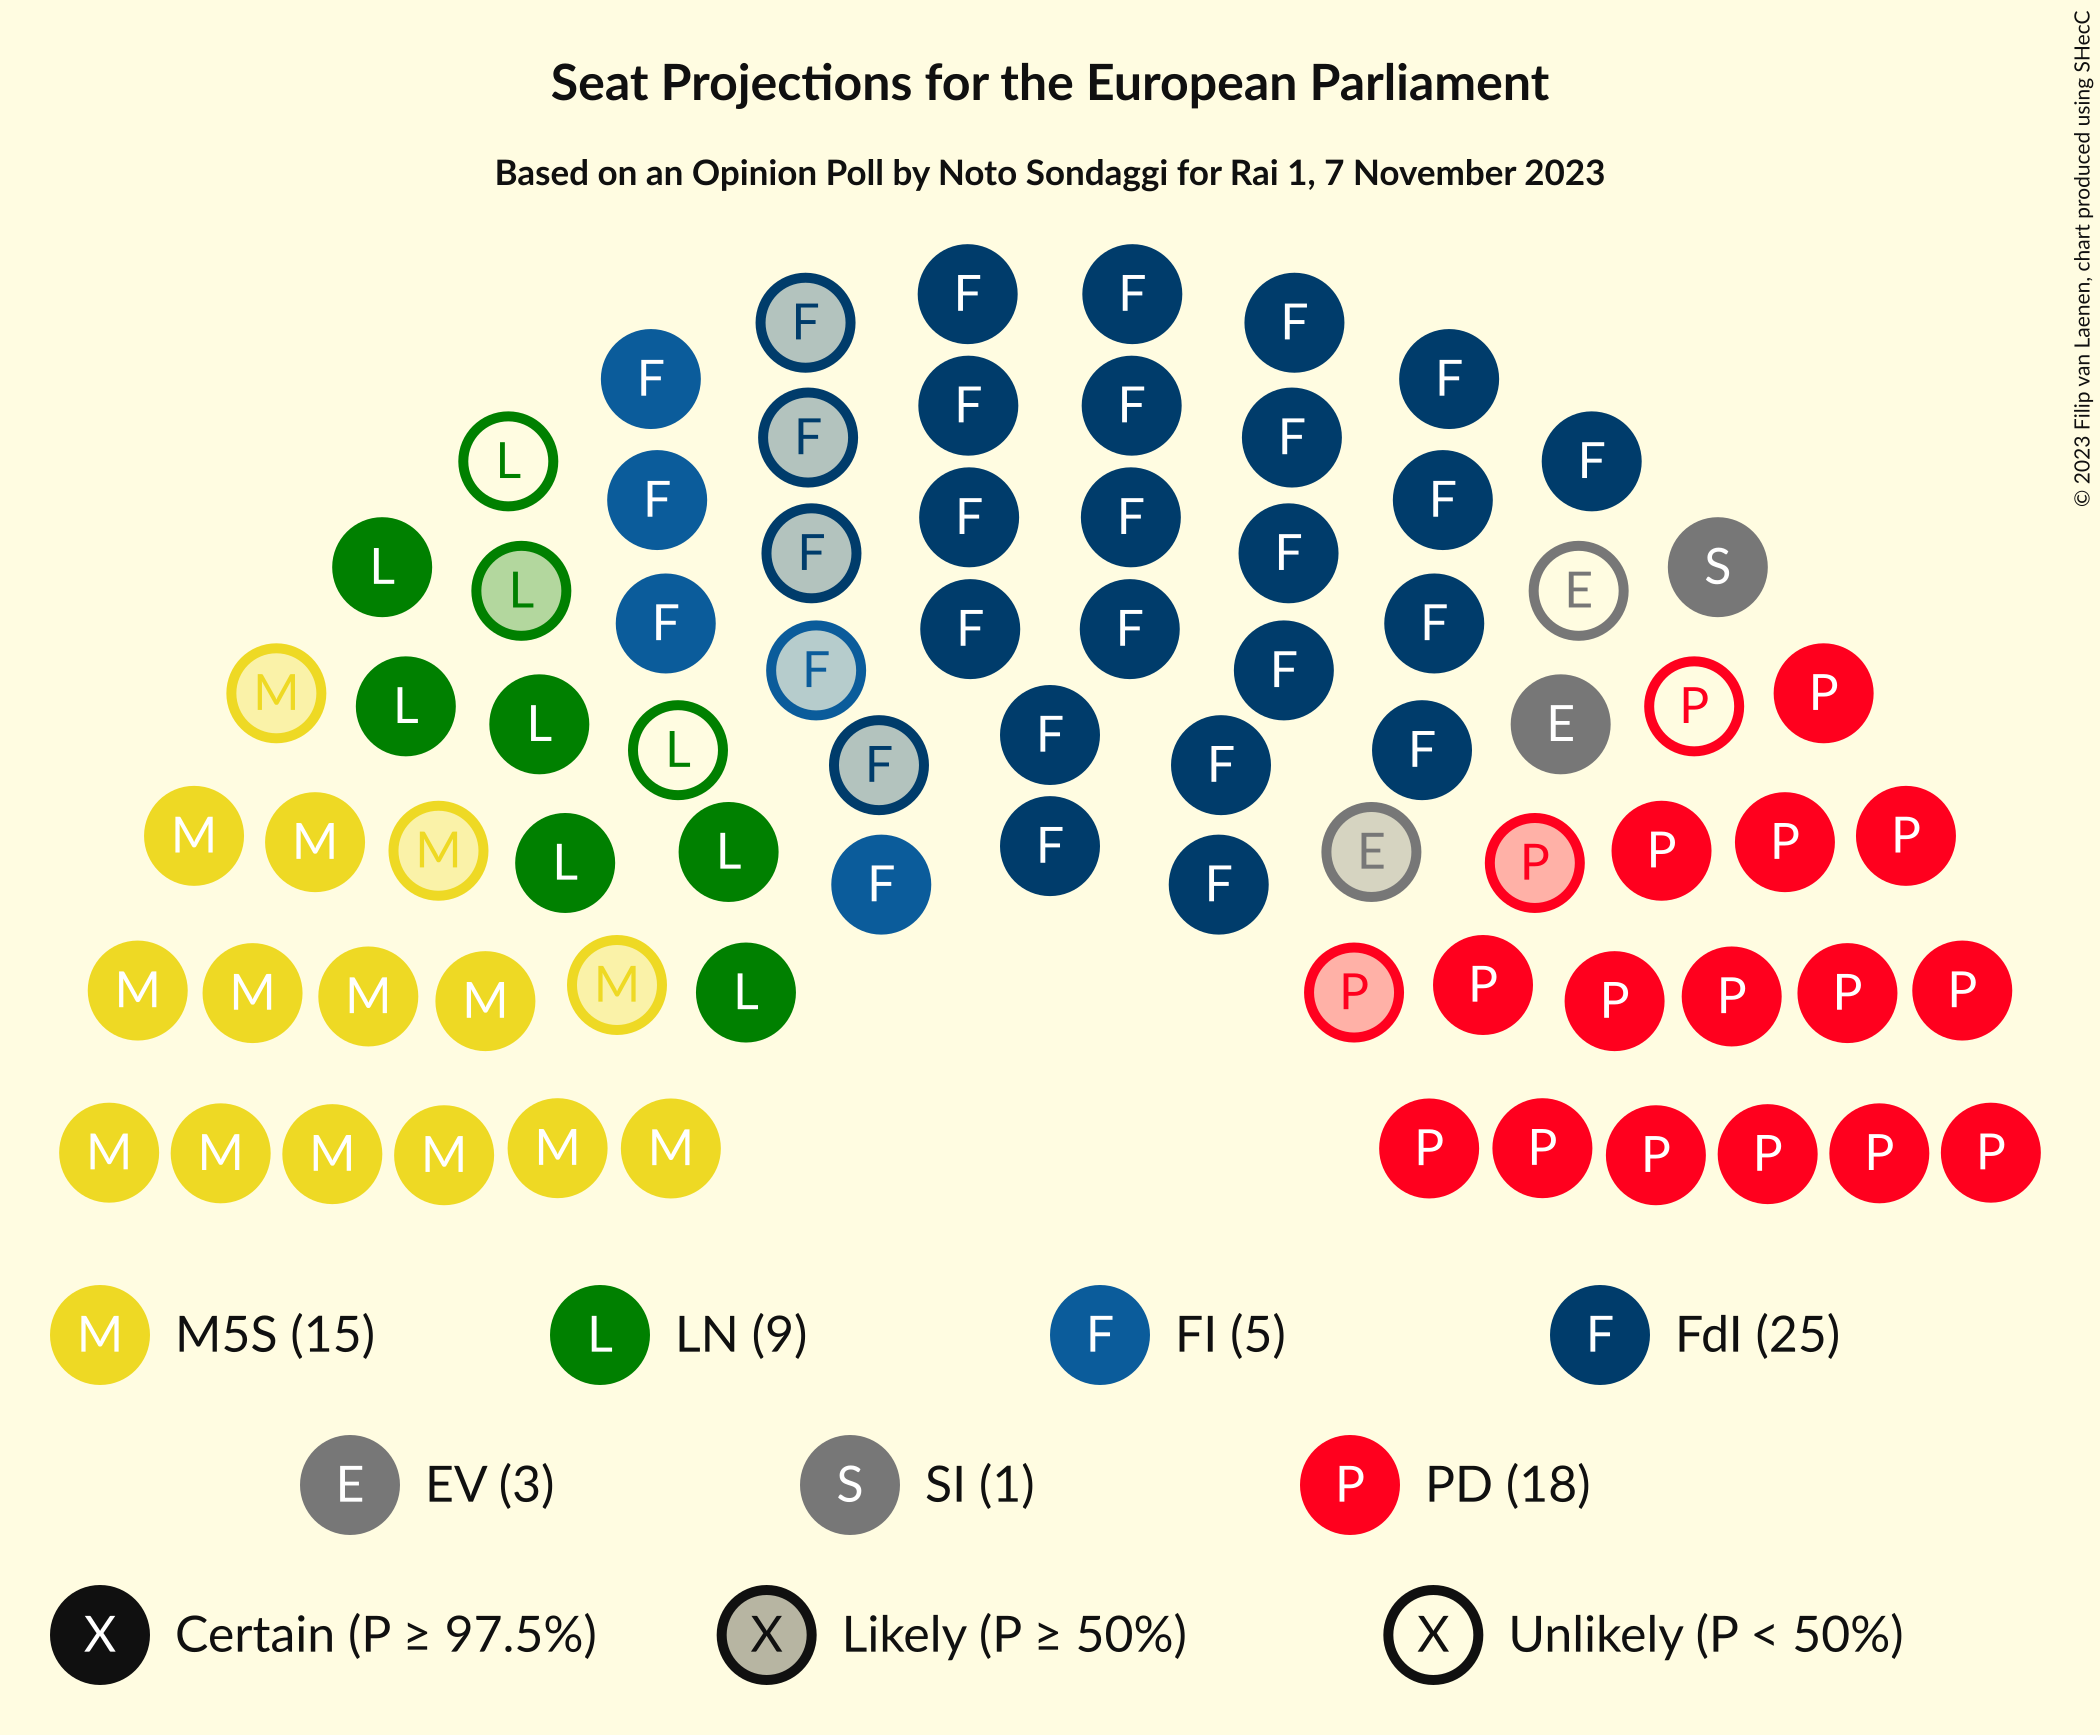 Seat Projections for the European Parliament
Based on an Opinion Poll by Noto Sondaggi for Rai 1, 7 November 2023
© 2023 Filip van Laenen, chart produced using SHecC
F F F F
F F F F F F
L F F F F F
L L F F E S
F F F F
M L F F P P
L L F F F F E
M M M L L F F F E P P P P
M M M M M L P P P P P P
M M M M M M P P P P P P
M M5S (15) L LN (9) F FI (5) F FdI (25)
E EV (3) S SI (1) P PD (18)
X Certain (P ≥ 97.5%) X Likely (P ≥ 50%) X Unlikely (P < 50%)